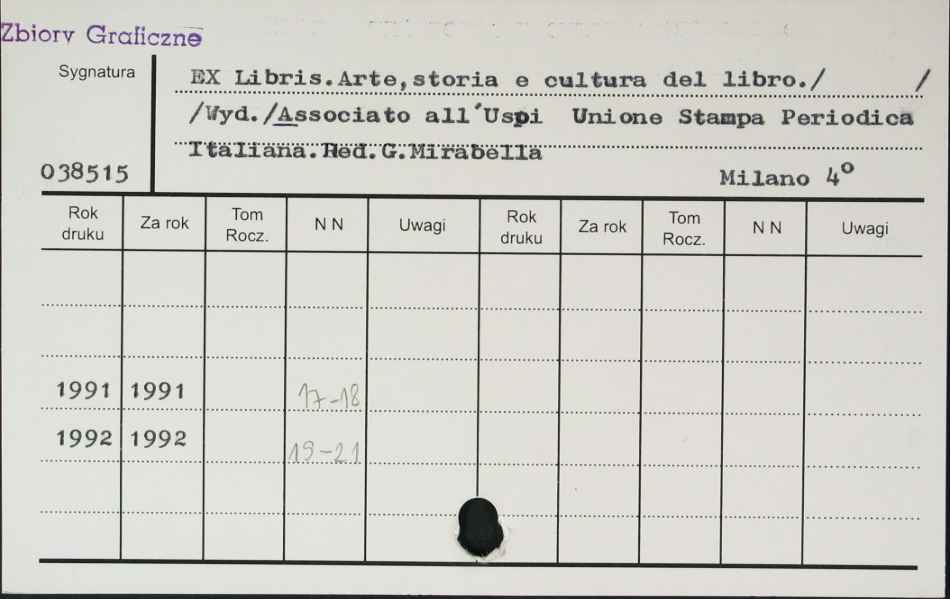 Zbiory Graficzne
Sygnatura
EX Libris.Arte,storia e cultura del libro./ /
/Wyd./Associato all'Uspi Unione Stampa Periodica
Italiana.Red.G.Mirabella
038515
Milano 4º
Rok druku Za rok Tom Rocz. N N Uwagi Rok druku Za rok Tom Rocz. N N Uwagi
1991 1991 17-18
1992 1992 19-21